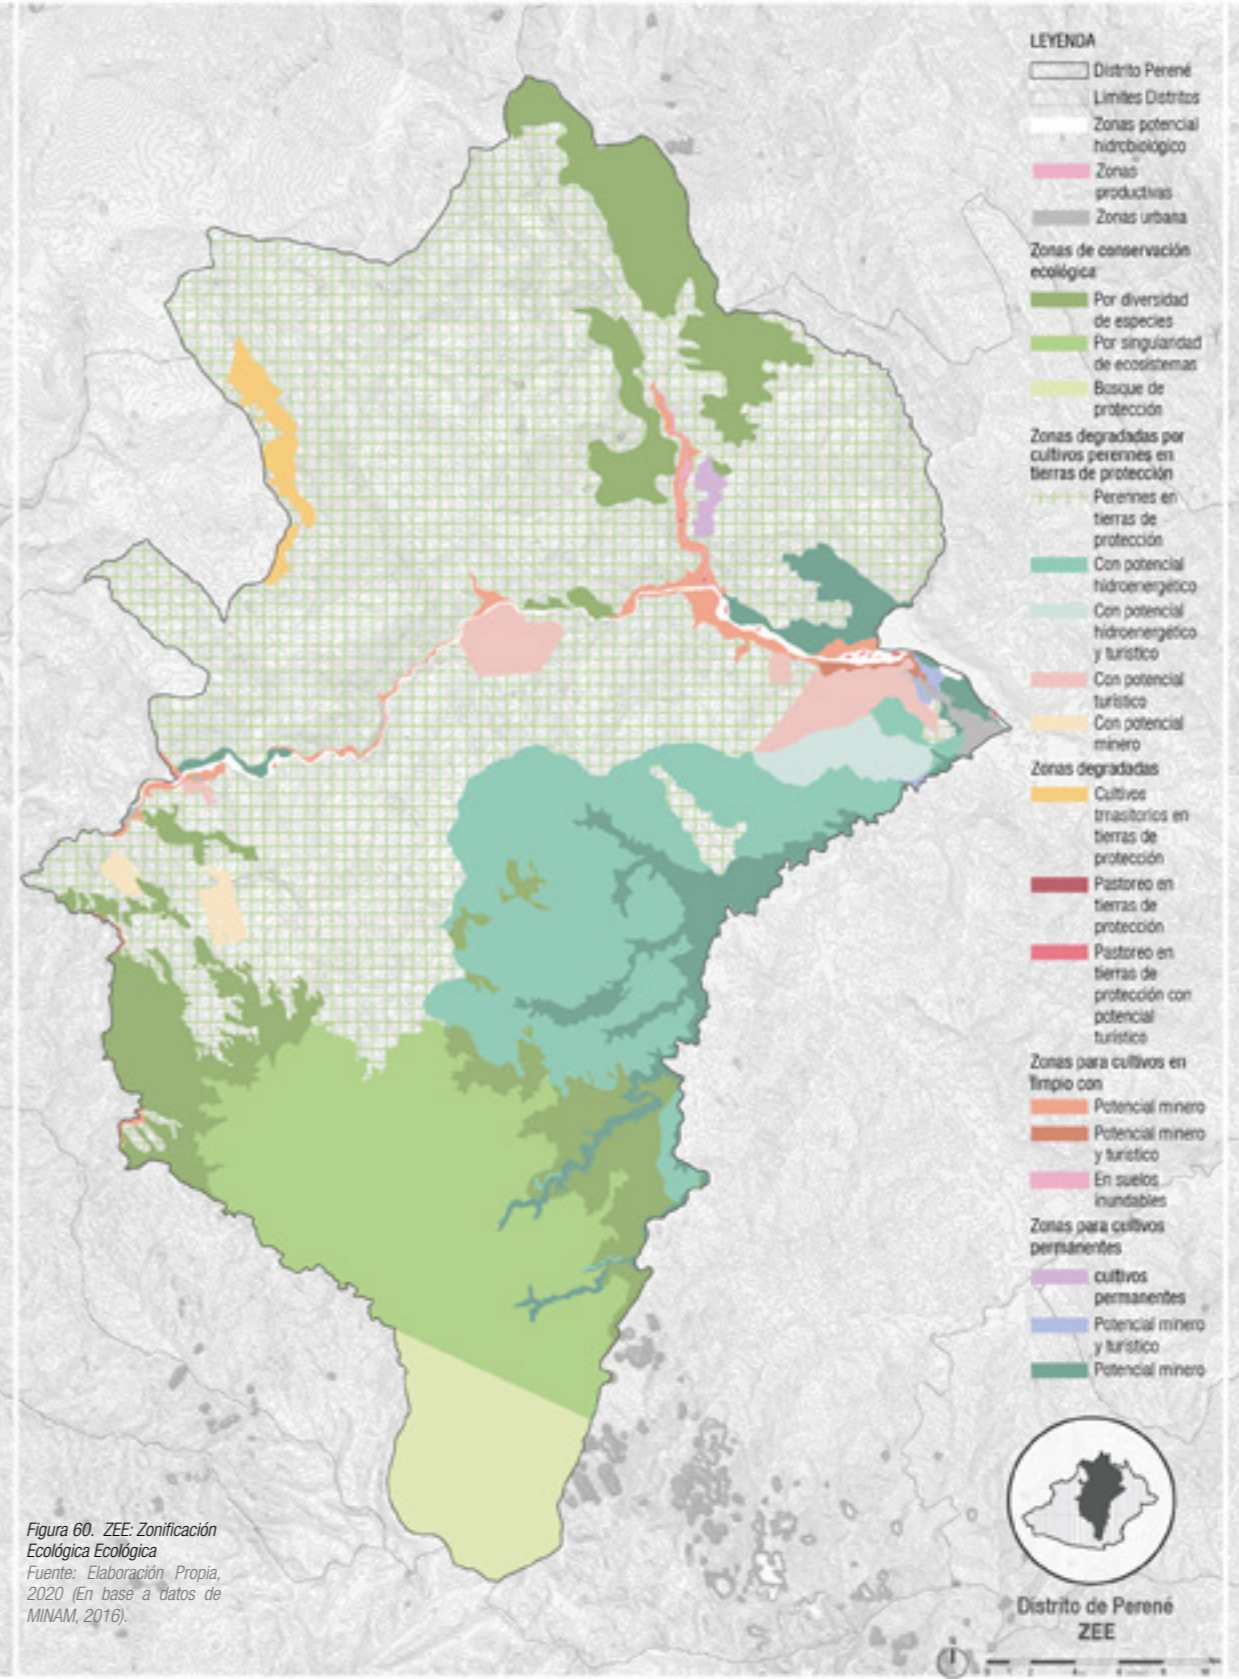 LEYENDA
Distrito Perené
Limites Distritos
Zonas potencial
hidrobiológico
Zonas
productivas
Zonas urbana
Zonas de conservación
ecológica
Por diversidad
de especies
Por singularidad
de ecosistemas
Bosque de
protección
Zonas degradadas por
cultivos perennes en
tierras de protección
Perennes en
tierras de
protección
Con potencial
hidroenergético
Con potencial
hidroenergético
y turístico
Con potencial
turístico
Con potencial
minero
Zonas degradadas
Cultivos
trnasitorios en
tierras de
protección
Pastoreo en
tierras de
protección
Pastoreo en
tierras de
protección con
potencial
turístico
Zonas para cultivos en
limpio con
Potencial minero
Potencial minero
y turístico
En suelos
inundables
Zonas para cultivos
permanentes
cultivos
permanentes
Potencial minero
y turístico
Potencial minero
Distrito de Perené
ZEE
Figura 60. ZEE: Zonificación
Ecológica Ecológica
Fuente: Elaboración Propia,
2020 (En base a datos de
MINAM, 2016).